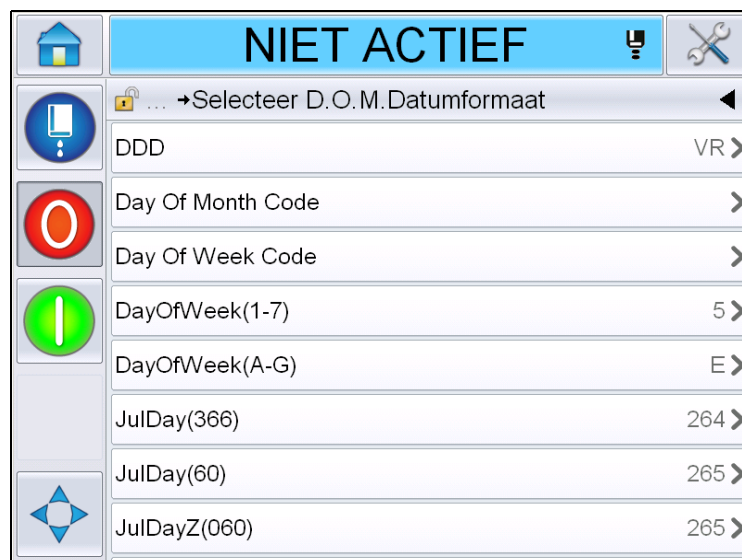 NIET ACTIEF
... →Selecteer D.O.M.Datumformaat
DDD VR
Day Of Month Code
Day Of Week Code
DayOfWeek(1-7) 5
DayOfWeek(A-G) E
JulDay(366) 264
JulDay(60) 265
JulDayZ(060) 265